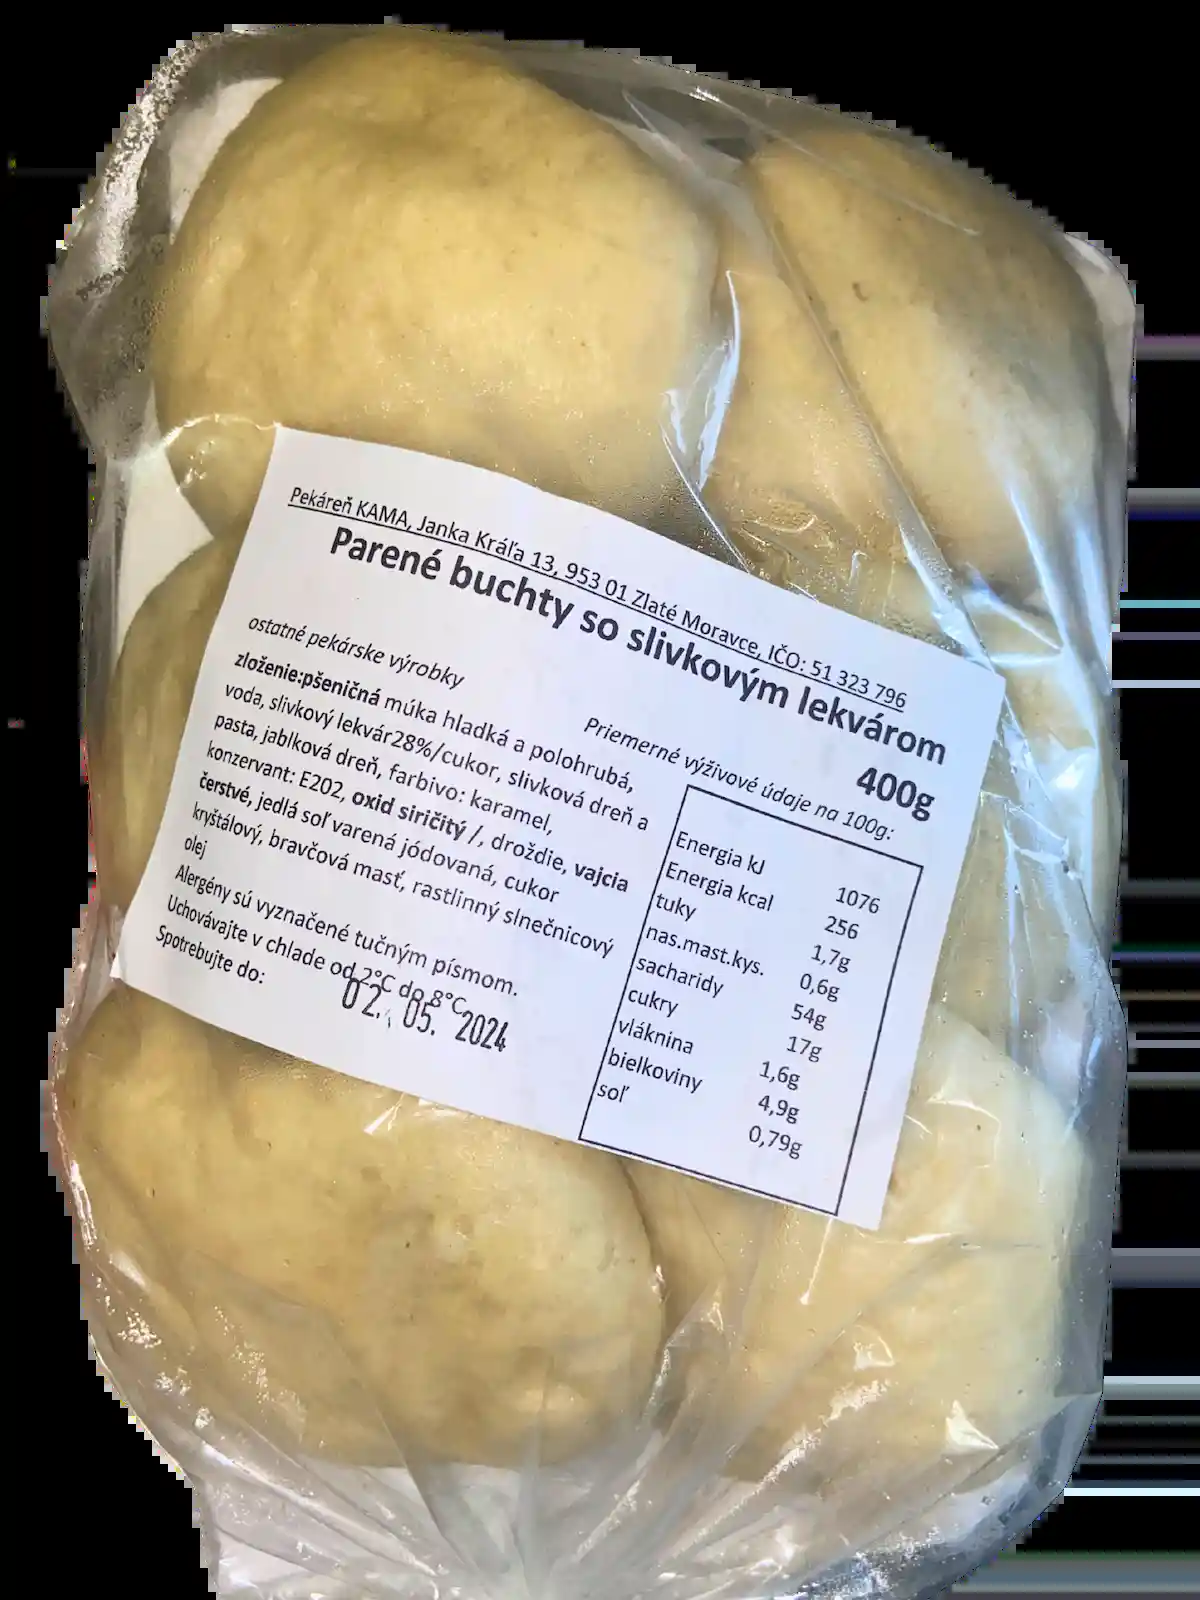 Pekáreň KAMA, Janka Kráľa 13, 953 01 Zlaté Moravce, IČO: 51 323 796
Parené buchty so slivkovým lekvárom
400g
ostatné pekárske výrobky
zloženie:pšeničná múka hladká a polohrubá,
voda, slivkový lekvár28%/cukor, slivková dreň a
pasta, jablková dreň, farbivo: karamel,
konzervant: E202, oxid siričitý /, droždie, vajcia
čerstvé, jedlá soľ varená jódovaná, cukor
kryštálový, bravčová masť, rastlinný slnečnicový
olej
Alergény sú vyznačené tučným písmom.
Uchovávajte v chlade od 2°C do 8°C
Spotrebujte do:
02. 05. 2024
Priemerné výživové údaje na 100g:
Energia kJ 1076
Energia kcal 256
tuky 1,7g
nas.mast.kys. 0,6g
sacharidy 54g
cukry 17g
vláknina 1,6g
bielkoviny 4,9g
soľ 0,79g